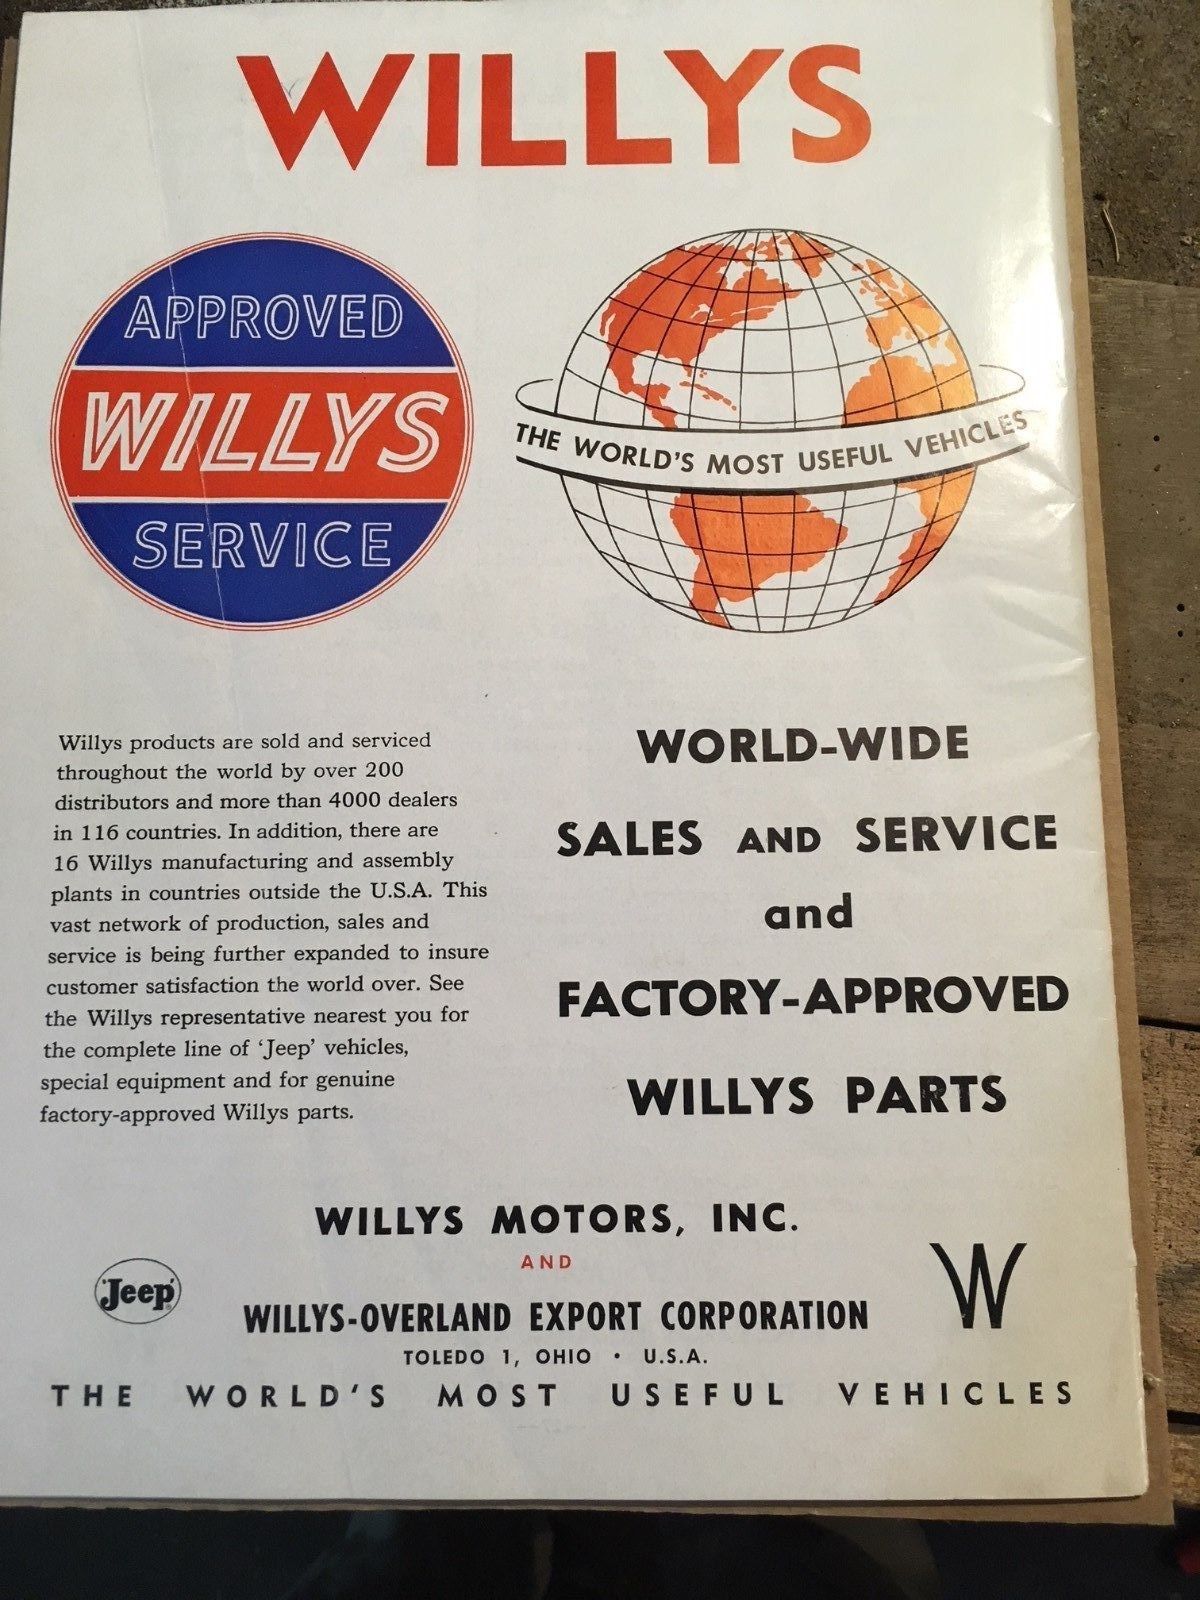 WILLYS
APPROVED
WILLYS
SERVICE
THE WORLD'S MOST USEFUL VEHICLES
Willys products are sold and serviced
throughout the world by over 200
distributors and more than 4000 dealers
in 116 countries. In addition, there are
16 Willys manufacturing and assembly
plants in countries outside the U.S.A. This
vast network of production, sales and
service is being further expanded to insure
customer satisfaction the world over. See
the Willys representative nearest you for
the complete line of 'Jeep' vehicles,
special equipment and for genuine
factory-approved Willys parts.
WORLD-WIDE
SALES AND SERVICE
and
FACTORY-APPROVED
WILLYS PARTS
WILLYS MOTORS, INC.
AND
'Jeep'
WILLYS-OVERLAND EXPORT CORPORATION
W
TOLEDO 1, OHIO • U.S.A.
THE WORLD'S MOST USEFUL VEHICLES